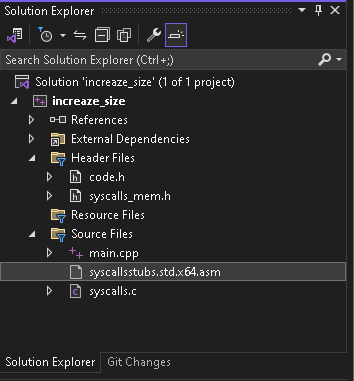 Solution Explorer
Search Solution Explorer (Ctrl+;)
Solution 'increaze_size' (1 of 1 project)
increaze_size
References
External Dependencies
Header Files
code.h
syscalls_mem.h
Resource Files
Source Files
main.cpp
syscallsstubs.std.x64.asm
syscalls.c
Solution Explorer Git Changes